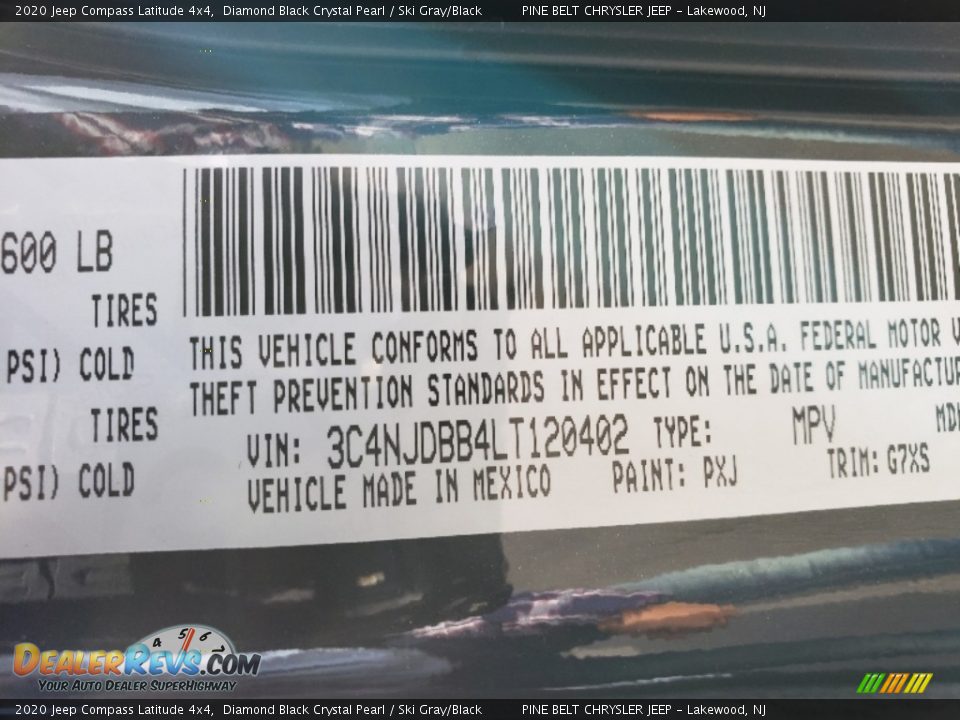 2020 Jeep Compass Latitude 4x4, Diamond Black Crystal Pearl / Ski Gray/Black PINE BELT CHRYSLER JEEP - Lakewood, NJ
600 LB
TIRES
PSI) COLD
TIRES
PSI) COLD
THIS VEHICLE CONFORMS TO ALL APPLICABLE U.S.A. FEDERAL MOTOR V
THEFT PREVENTION STANDARDS IN EFFECT ON THE DATE OF MANUFACTUR
VIN: 3C4NJDBB4LT120402 TYPE: MPV MDH
VEHICLE MADE IN MEXICO PAINT: PXJ TRIM: G7XS
4 5 6
DEALERREVS.COM
YOUR AUTO DEALER SUPERHIGHWAY
2020 Jeep Compass Latitude 4x4, Diamond Black Crystal Pearl / Ski Gray/Black PINE BELT CHRYSLER JEEP - Lakewood, NJ